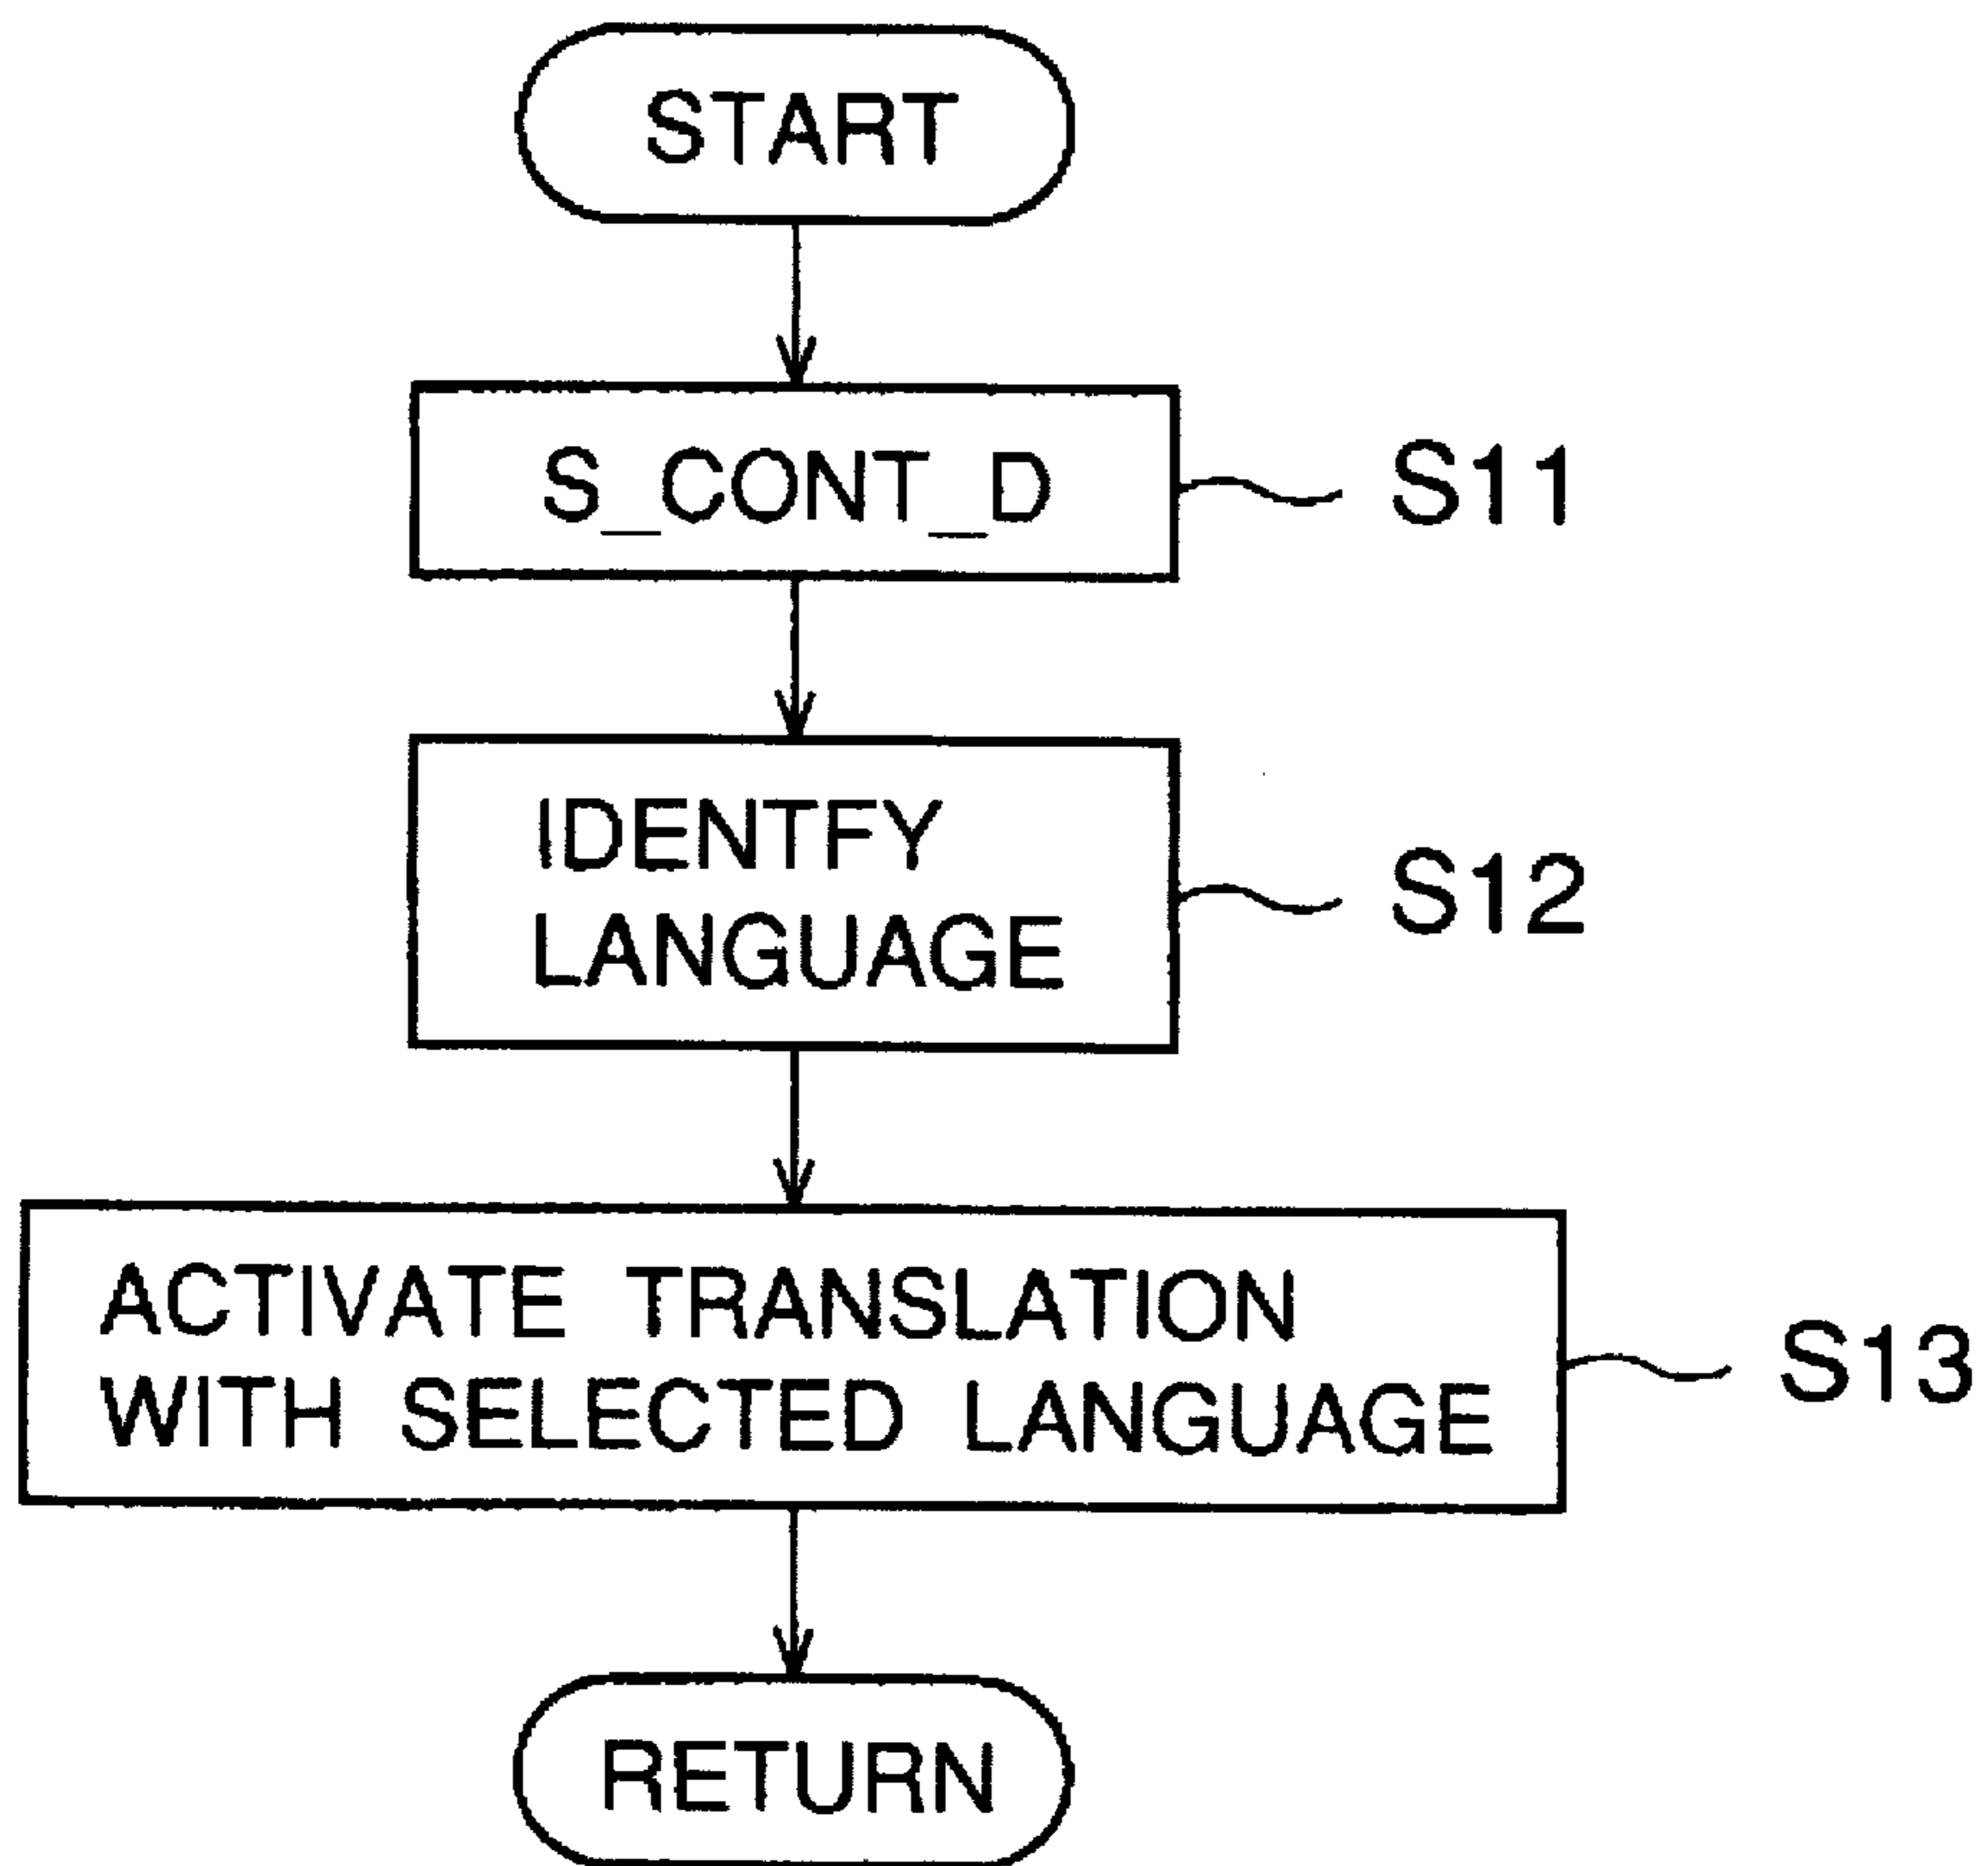 START
S_CONT_D
S11
IDENTFY
LANGUAGE
S12
ACTIVATE TRANSLATION
WITH SELECTED LANGUAGE
S13
RETURN